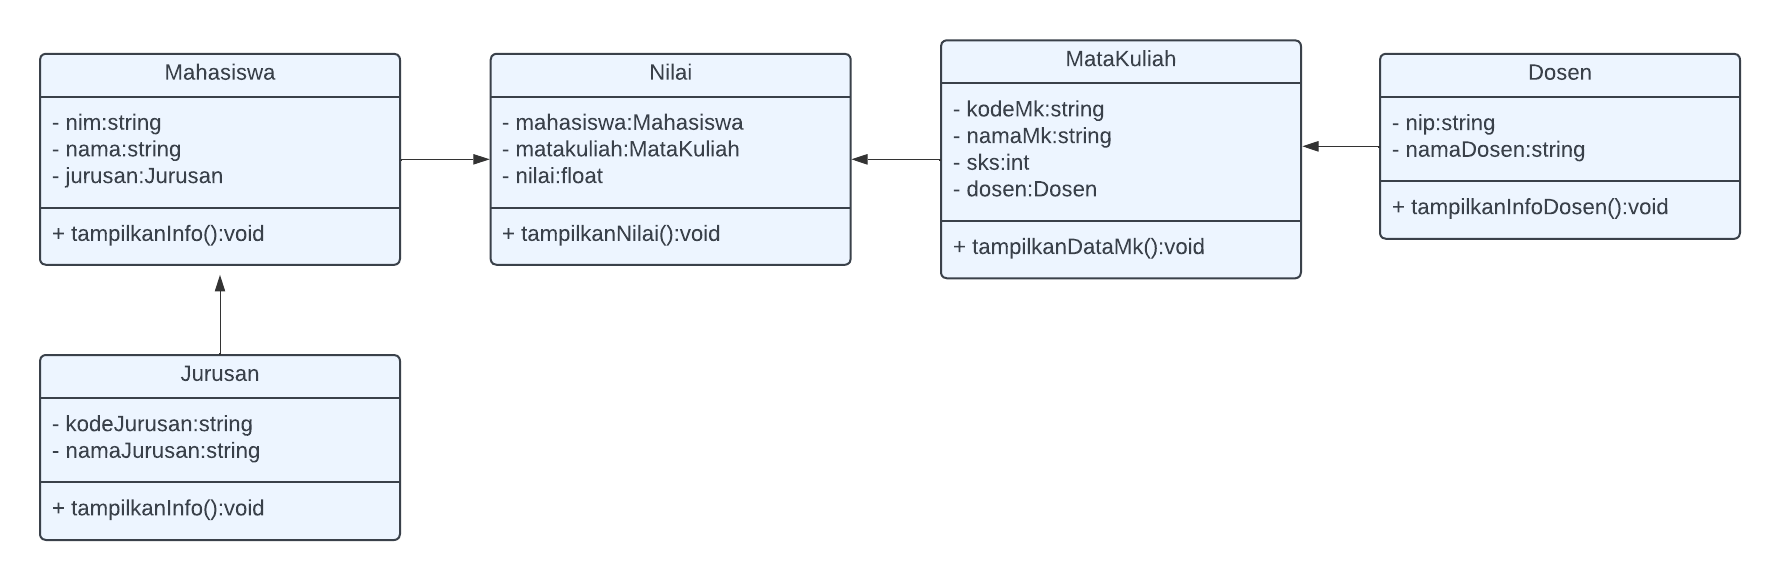 Mahasiswa
- nim:string
- nama:string
- jurusan:Jurusan
+ tampilkanInfo():void
Nilai
- mahasiswa:Mahasiswa
- matakuliah:MataKuliah
- nilai:float
+ tampilkanNilai():void
MataKuliah
- kodeMk:string
- namaMk:string
- sks:int
- dosen:Dosen
+ tampilkanDataMk():void
Dosen
- nip:string
- namaDosen:string
+ tampilkanInfoDosen():void
Jurusan
- kodeJurusan:string
- namaJurusan:string
+ tampilkanInfo():void